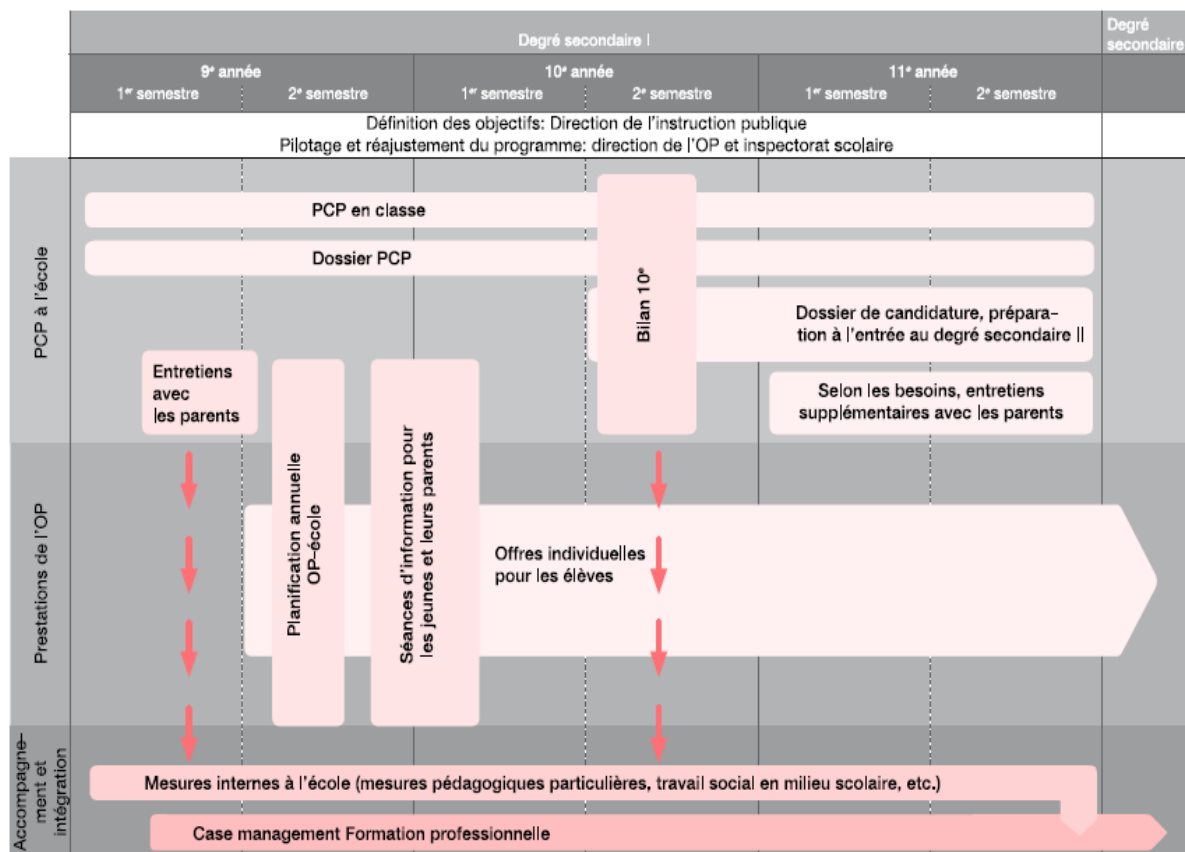 Degré secondaire I
Degré
secondaire
9e année
10e année
11e année
1er semestre
2e semestre
1er semestre
2e semestre
1er semestre
2e semestre
Définition des objectifs: Direction de l'instruction publique
Pilotage et réajustement du programme: direction de l'OP et inspectorat scolaire
PCP à l'école
PCP en classe
Dossier PCP
Bilan 10e
Dossier de candidature, prépara-
tion à l'entrée au degré secondaire II
Entretiens
avec
les parents
Selon les besoins, entretiens
supplémentaires avec les parents
Prestations de l'OP
Planification annuelle
OP–école
Séances d'information pour
les jeunes et leurs parents
Offres individuelles
pour les élèves
Accompagne-
ment et
intégration
Mesures internes à l'école (mesures pédagogiques particulières, travail social en milieu scolaire, etc.)
Case management Formation professionnelle